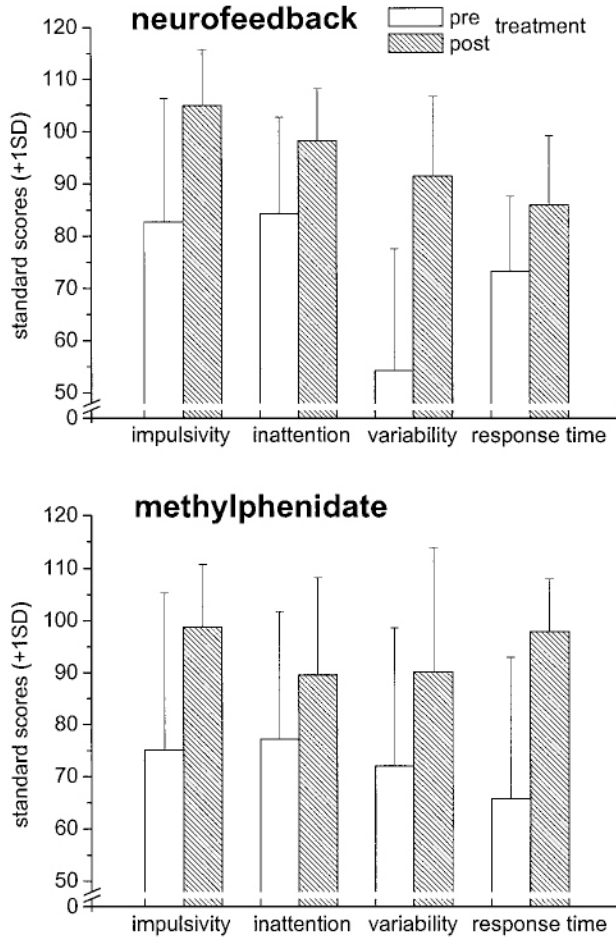 neurofeedback
pre
post
treatment
standard scores (+1SD)
120
110
100
90
80
70
60
50
0
impulsivity inattention variability response time
methylphenidate
standard scores (+1SD)
120
110
100
90
80
70
60
50
0
impulsivity inattention variability response time